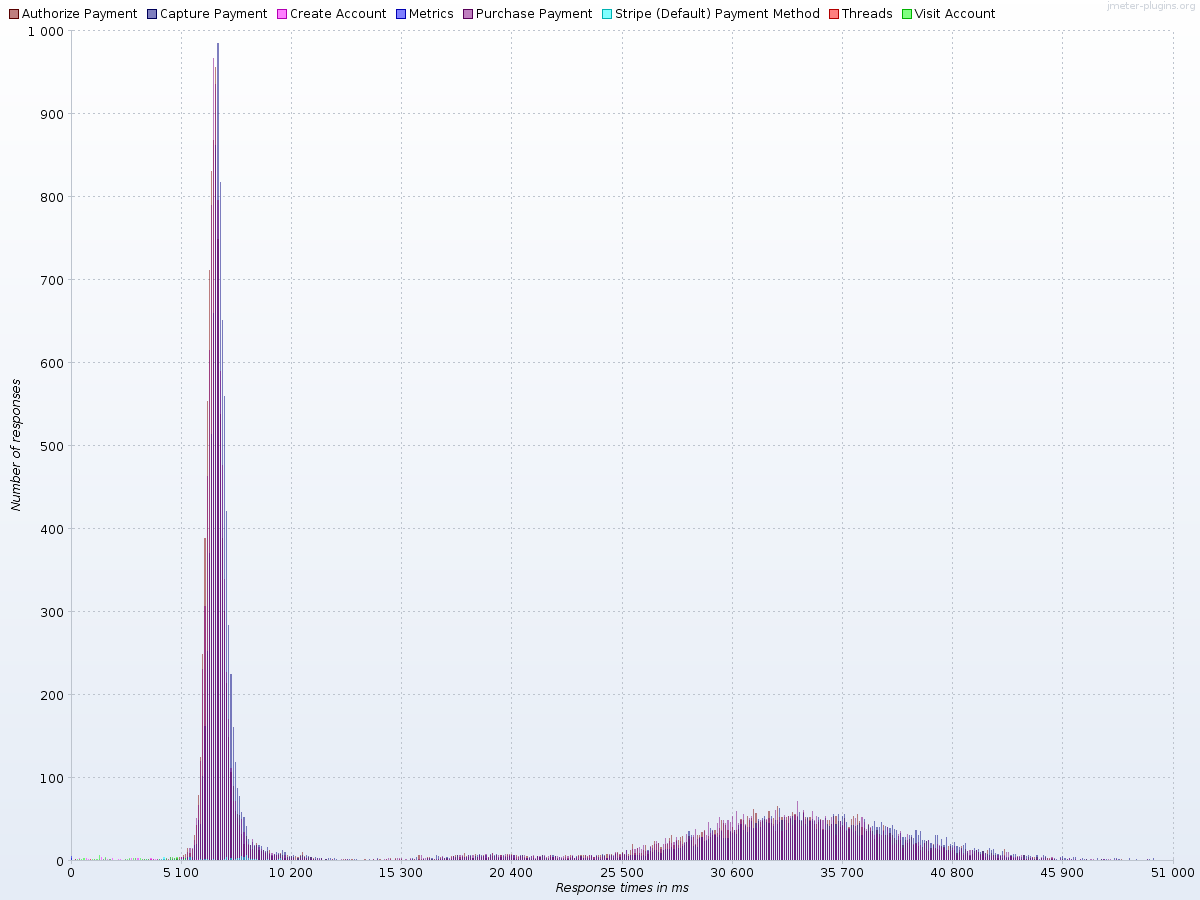 jmeter-plugins.org
Authorize Payment Capture Payment Create Account Metrics Purchase Payment Stripe (Default) Payment Method Threads Visit Account
1 000
900
800
700
600
500
400
300
200
100
0
Number of responses
0 5 100 10 200 15 300 20 400 25 500 30 600 35 700 40 800 45 900 51 000
Response times in ms